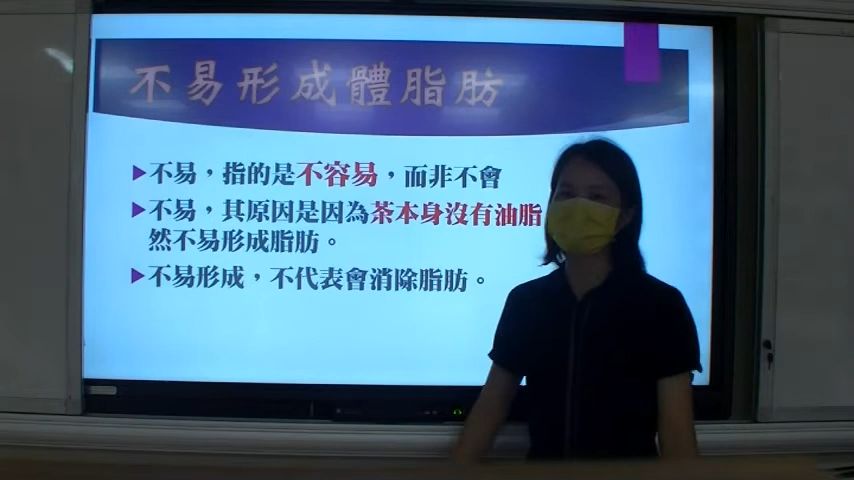 不易形成體脂肪
▶不易，指的是不容易，而非不會
▶不易，其原因是因為茶本身沒有油脂
然不易形成脂肪。
▶不易形成，不代表會消除脂肪。